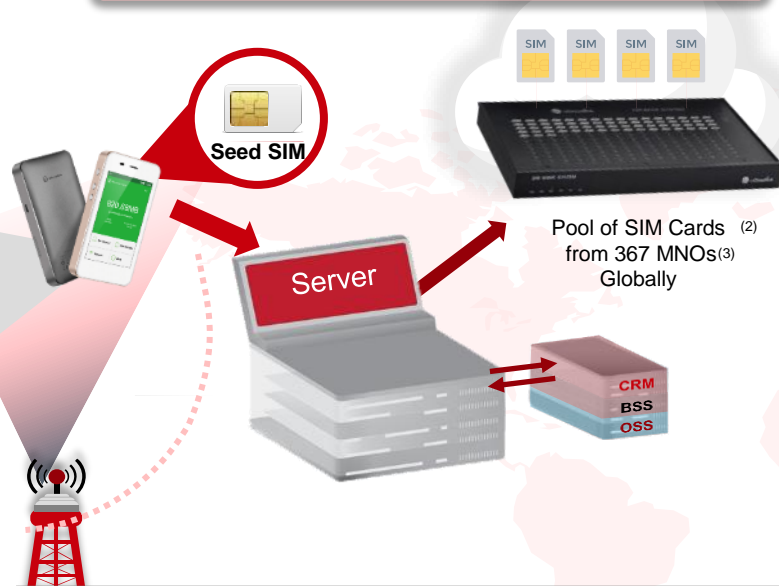 SIM SIM SIM SIM
Seed SIM
Pool of SIM Cards (2)
from 367 MNOs(3)
Globally
Server
CRM
BSS
OSS